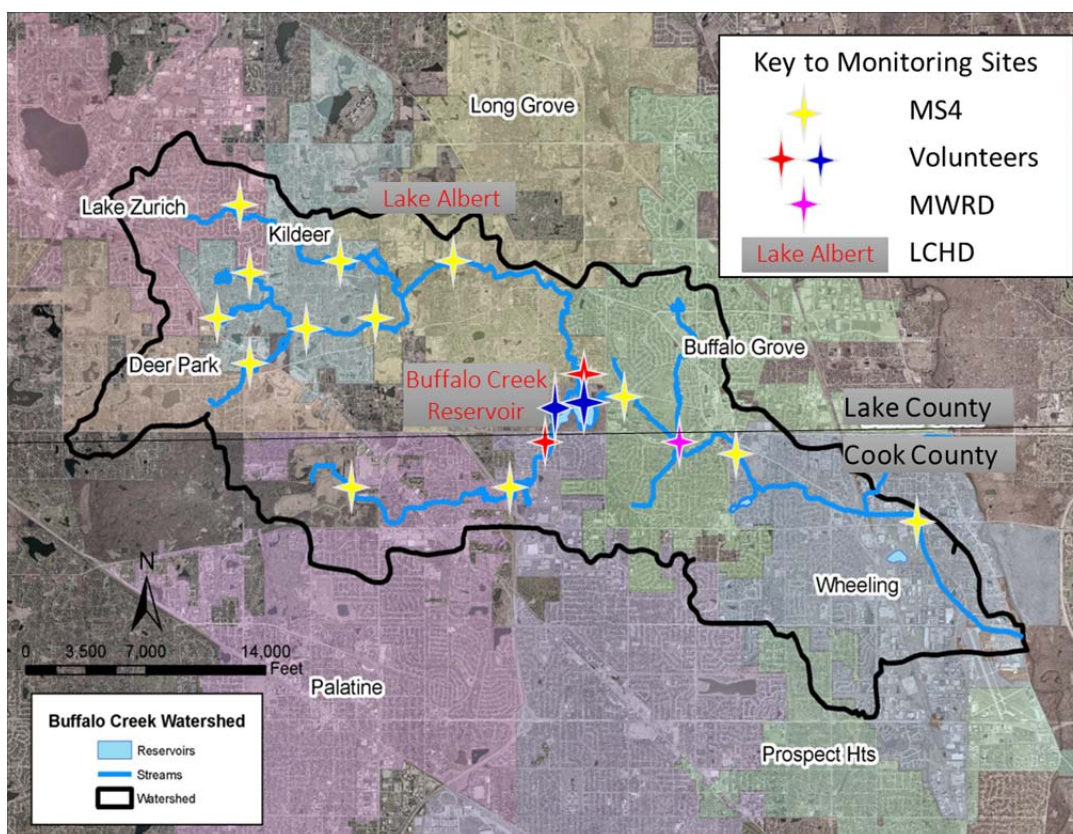 Key to Monitoring Sites
MS4
Volunteers
MWRD
Lake Albert
LCHD
Long Grove
Lake Albert
Lake Zurich
Kildeer
Deer Park
Buffalo Creek
Reservoir
Buffalo Grove
Lake County
Cook County
Wheeling
N
0 3,500 7,000 14,000
Feet
Palatine
Prospect Hts
Buffalo Creek Watershed
Reservoirs
Streams
Watershed